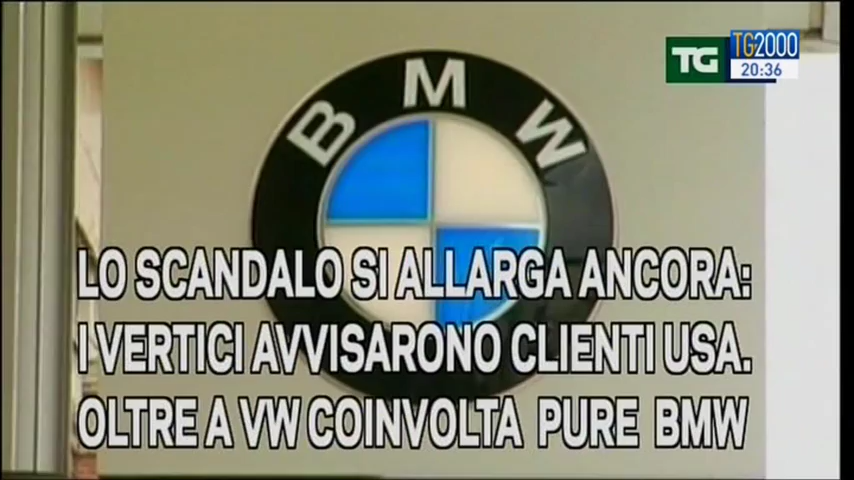 TG TG2000
20:36
BMW
LO SCANDALO SI ALLARGA ANCORA:
I VERTICI AVVISARONO CLIENTI USA.
OLTRE A VW COINVOLTA PURE BMW